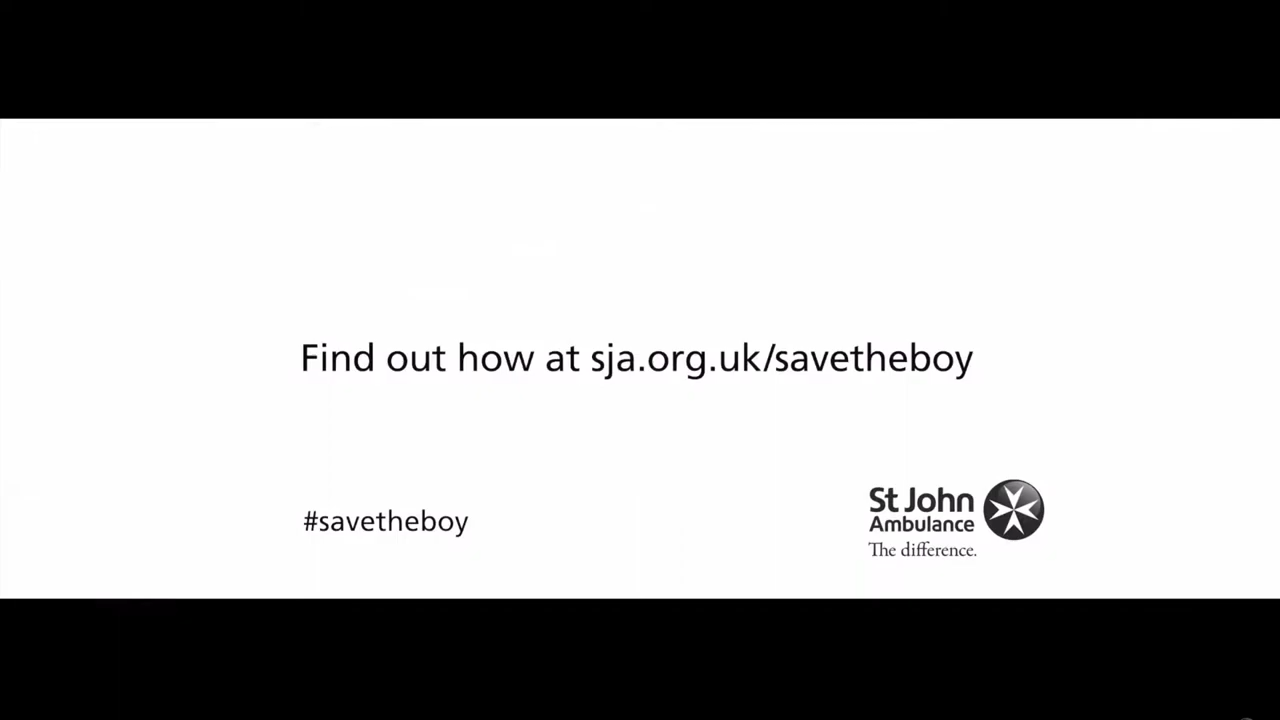 Find out how at sja.org.uk/savetheboy
#savetheboy
St John
Ambulance
The difference.